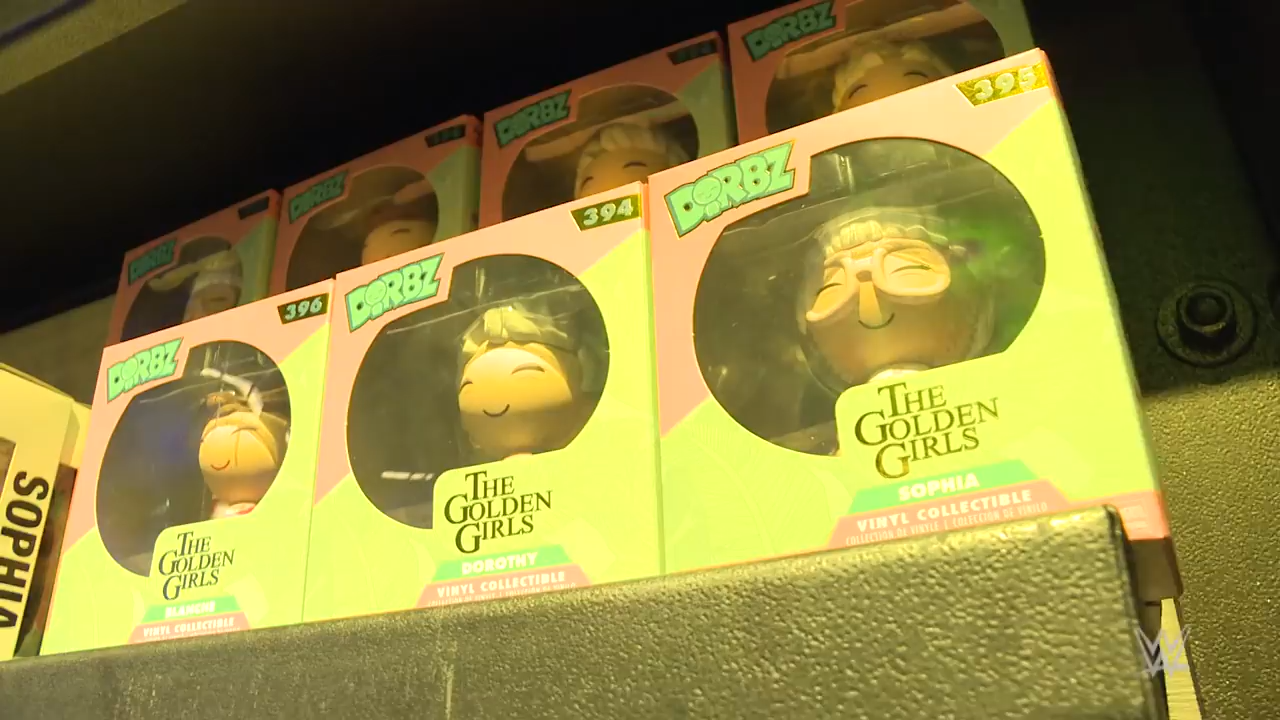 DORBZ
DORBZ
DORBZ
DORBZ
395
DORBZ
394
DORBZ
396
DORBZ
THE
GOLDEN
GIRLS
SOPHIA
VINYL COLLECTIBLE
COLLECTION DE VINYLE | COLECCIÓN DE VINILO
THE
GOLDEN
GIRLS
DOROTHY
VINYL COLLECTIBLE
THE
GOLDEN
GIRLS
BLANCHE
VINYL COLLECTIBLE
SOPHIA
W